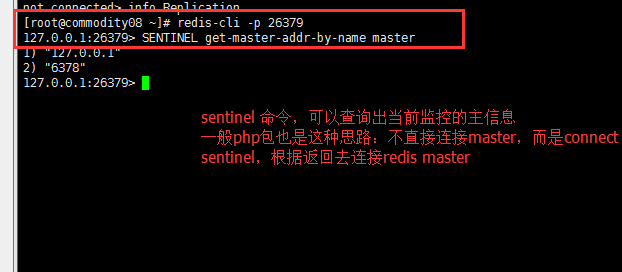 not connected> info Replication
[root@commodity08 ~]# redis-cli -p 26379
127.0.0.1:26379> SENTINEL get-master-addr-by-name master
1) "127.0.0.1"
2) "6378"
127.0.0.1:26379>
sentinel 命令，可以查询出当前监控的主信息
一般php包也是这种思路：不直接连接master，而是connect
sentinel，根据返回去连接redis master